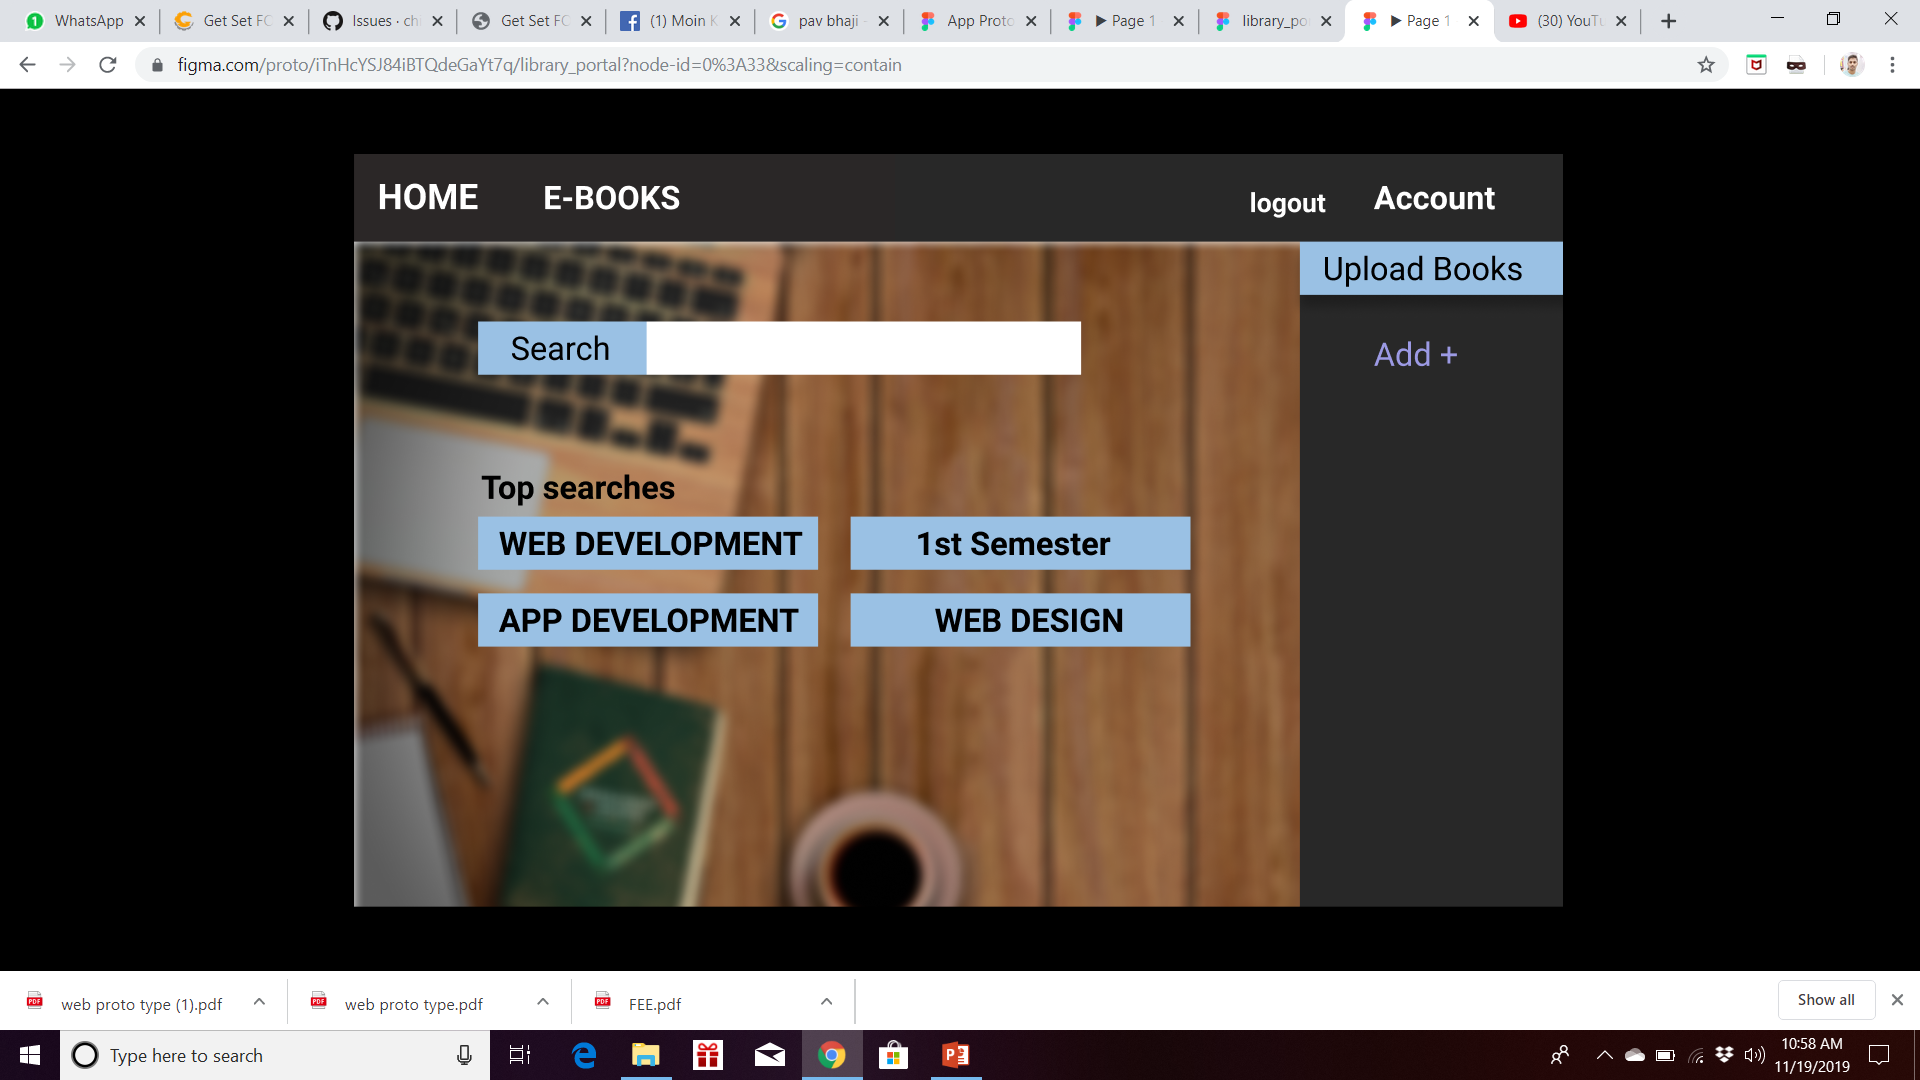 WhatsApp
Get Set FO
Issues · ch
Get Set FO
(1) Moin K
pav bhaji -
App Proto
▶ Page 1
library_po
▶ Page 1
(30) YouTu
figma.com/proto/iTnHcYSJ84iBTQdeGaYt7q/library_portal?node-id=0%3A33&scaling=contain
HOME
E-BOOKS
logout
Account
Upload Books
Search
Add +
Top searches
WEB DEVELOPMENT
1st Semester
APP DEVELOPMENT
WEB DESIGN
web proto type (1).pdf
web proto type.pdf
FEE.pdf
Show all
Type here to search
10:58 AM
11/19/2019